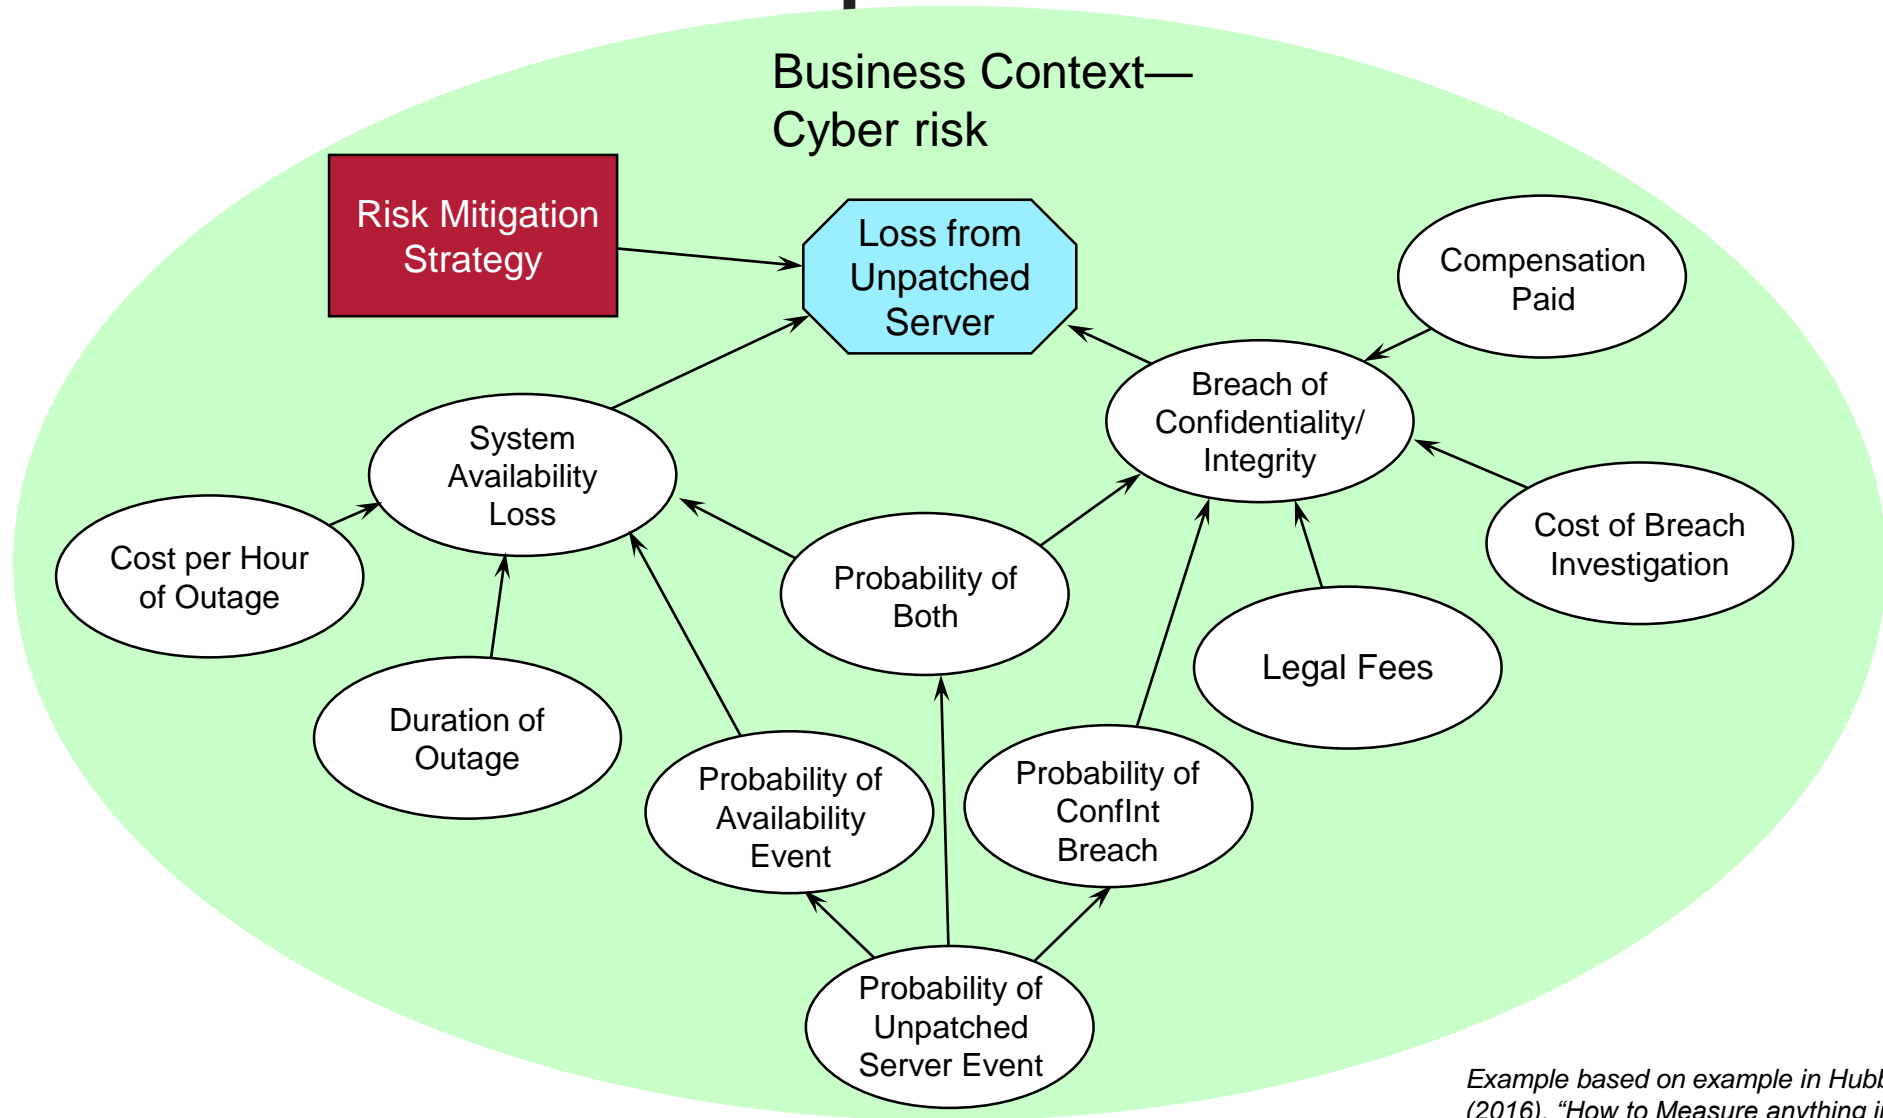 Business Context—
Cyber risk
Risk Mitigation
Strategy
Loss from
Unpatched
Server
Compensation
Paid
Breach of
Confidentiality/
Integrity
System
Availability
Loss
Cost per Hour
of Outage
Probability of
Both
Cost of Breach
Investigation
Legal Fees
Duration of
Outage
Probability of
Availability
Event
Probability of
ConfInt
Breach
Probability of
Unpatched
Server Event
Example based on example in
(2016). “How to Measure anything